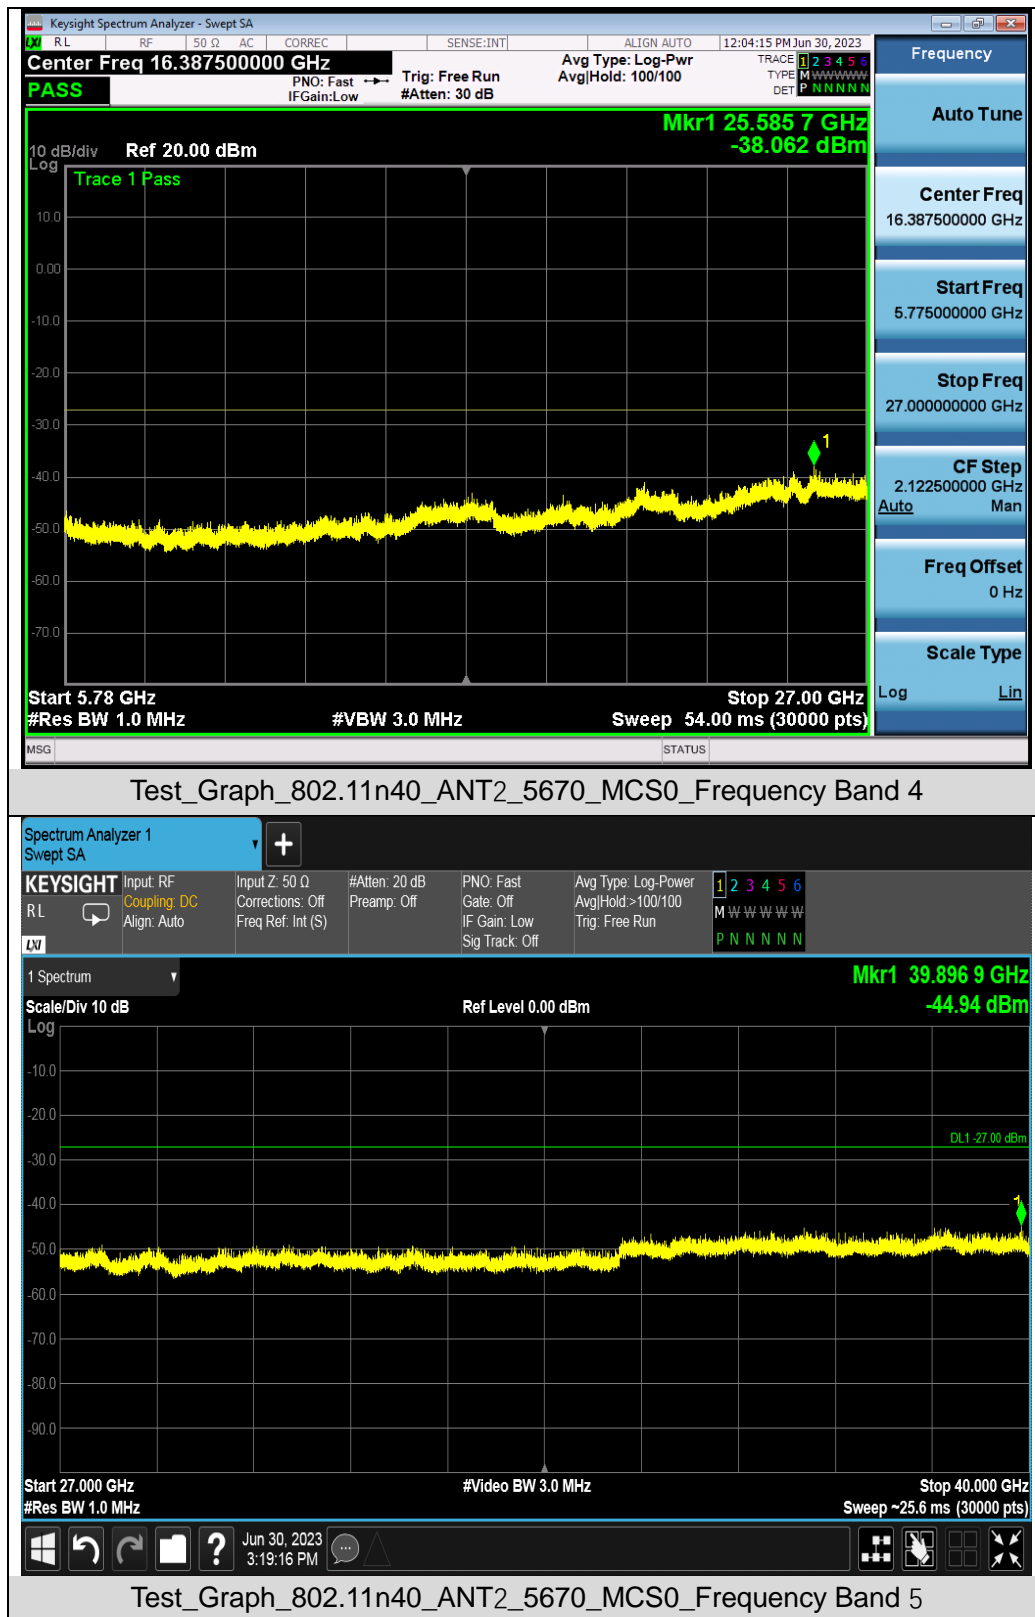 Keysight Spectrum Analyzer - Swept SA
LXI RL RF 50 Ω AC CORREC SENSE:INT ALIGN AUTO 12:04:15 PM Jun 30, 2023
Center Freq 16.387500000 GHz
PNO: Fast
IFGain:Low
Trig: Free Run
#Atten: 30 dB
Avg Type: Log-Pwr
Avg|Hold: 100/100
TRACE 1 2 3 4 5 6
TYPE M WWWWW
DET P N N N N N
PASS
Mkr1 25.585 7 GHz
-38.062 dBm
10 dB/div Ref 20.00 dBm
Log
Trace 1 Pass
10.0
0.00
-10.0
-20.0
-30.0
-40.0
-50.0
-60.0
-70.0
1
Start 5.78 GHz Stop 27.00 GHz
#Res BW 1.0 MHz #VBW 3.0 MHz Sweep 54.00 ms (30000 pts)
MSG STATUS
Frequency
Auto Tune
Center Freq
16.387500000 GHz
Start Freq
5.775000000 GHz
Stop Freq
27.000000000 GHz
CF Step
2.122500000 GHz
Auto Man
Freq Offset
0 Hz
Scale Type
Log Lin
Test_Graph_802.11n40_ANT2_5670_MCS0_Frequency Band 4
Spectrum Analyzer 1
Swept SA
+
KEYSIGHT
RL
LXI
Input: RF
Coupling: DC
Align: Auto
Input Z: 50 Ω
Corrections: Off
Freq Ref: Int (S)
#Atten: 20 dB
Preamp: Off
PNO: Fast
Gate: Off
IF Gain: Low
Sig Track: Off
Avg Type: Log-Power
Avg|Hold:>100/100
Trig: Free Run
1 2 3 4 5 6
M W W W W W
P N N N N N
1 Spectrum
Mkr1 39.896 9 GHz
-44.94 dBm
Scale/Div 10 dB Ref Level 0.00 dBm
Log
-10.0
-20.0
DL1 -27.00 dBm
-30.0
-40.0
1
-50.0
-60.0
-70.0
-80.0
-90.0
Start 27.000 GHz #Video BW 3.0 MHz Stop 40.000 GHz
#Res BW 1.0 MHz Sweep ~25.6 ms (30000 pts)
? Jun 30, 2023
3:19:16 PM
Test_Graph_802.11n40_ANT2_5670_MCS0_Frequency Band 5